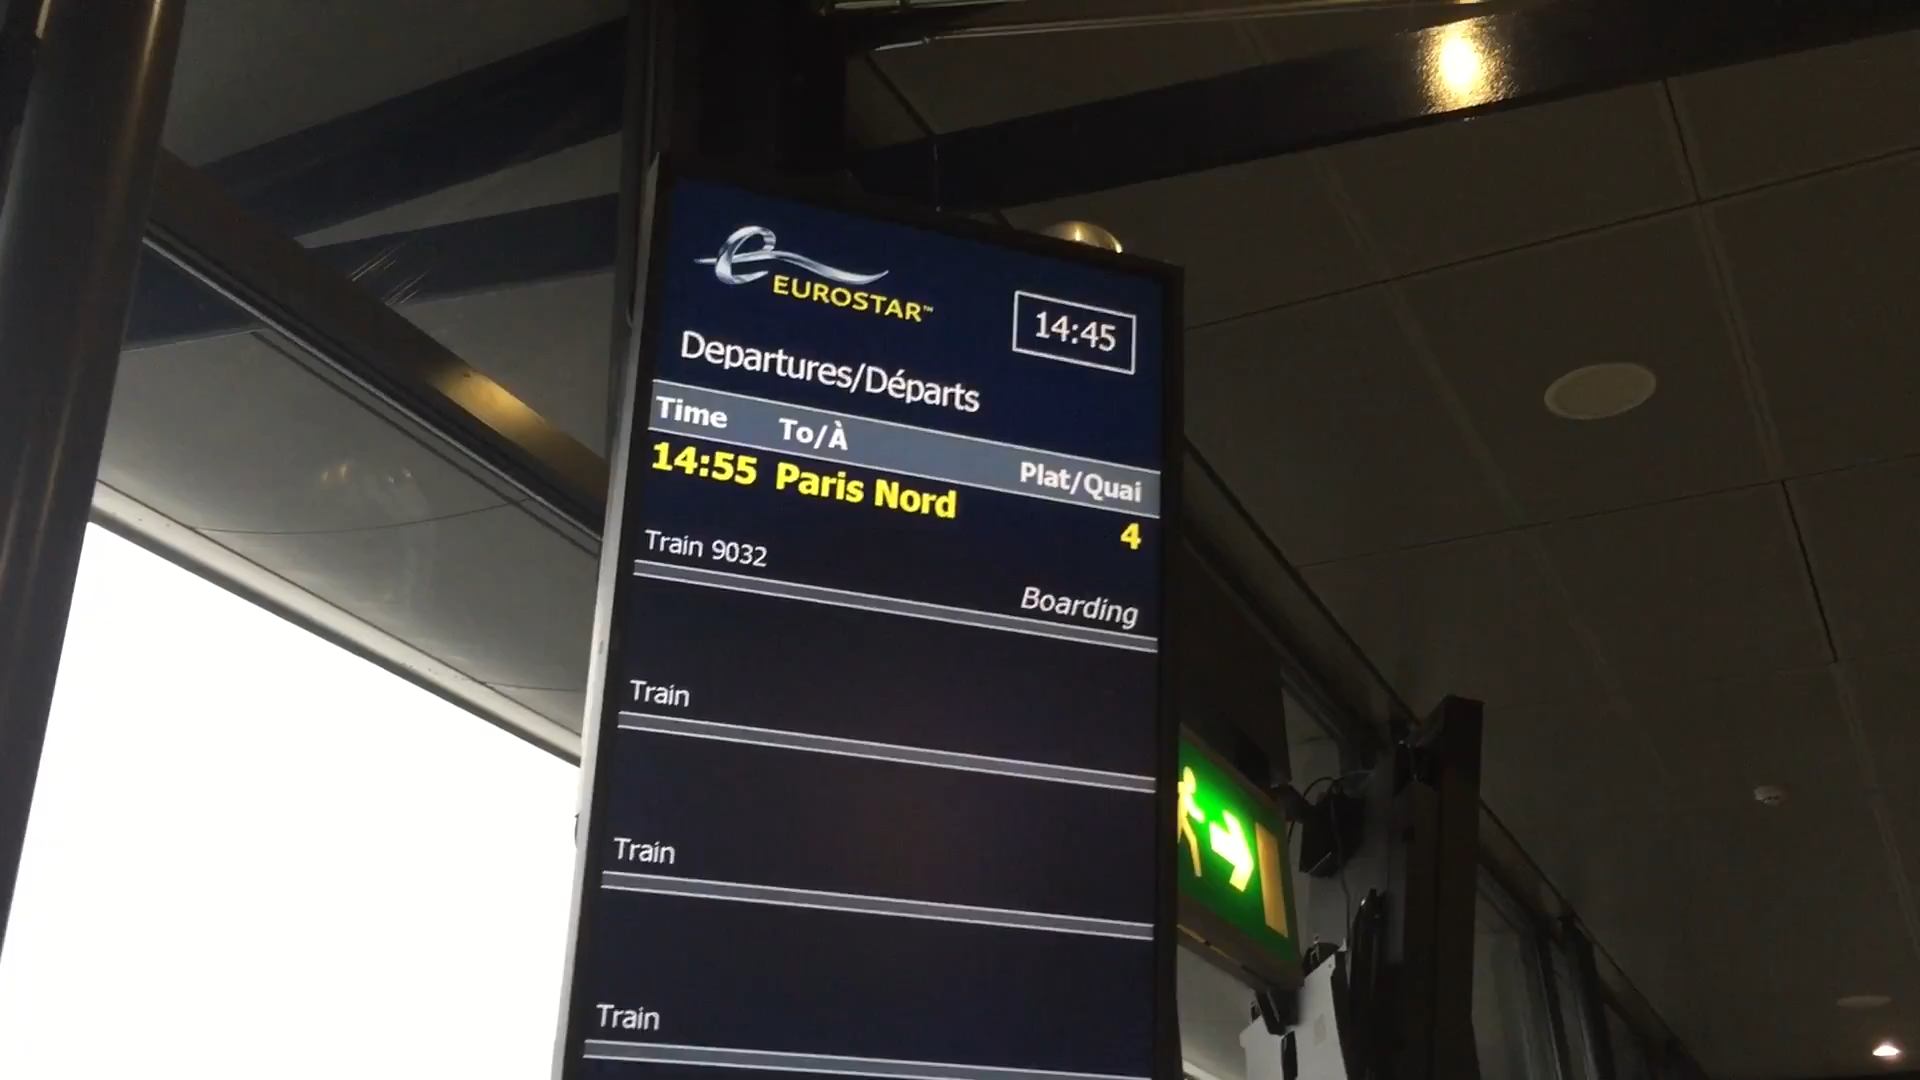 EUROSTAR™
14:45
Departures/Départs
Time To/À Plat/Quai
14:55 Paris Nord 4
Train 9032
Boarding
Train
Train
Train